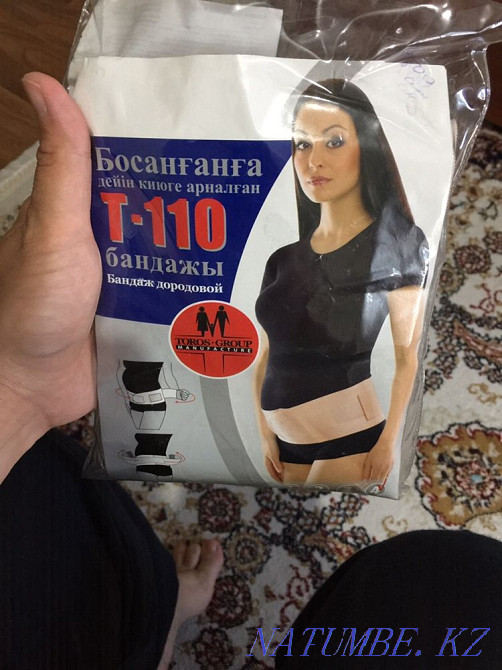 Босанғанға
дейін киюге арналған
Т-110
бандажы
Бандаж дородовой
TOROS-GROUP
MANUFACTURE
NATUMBE. KZ